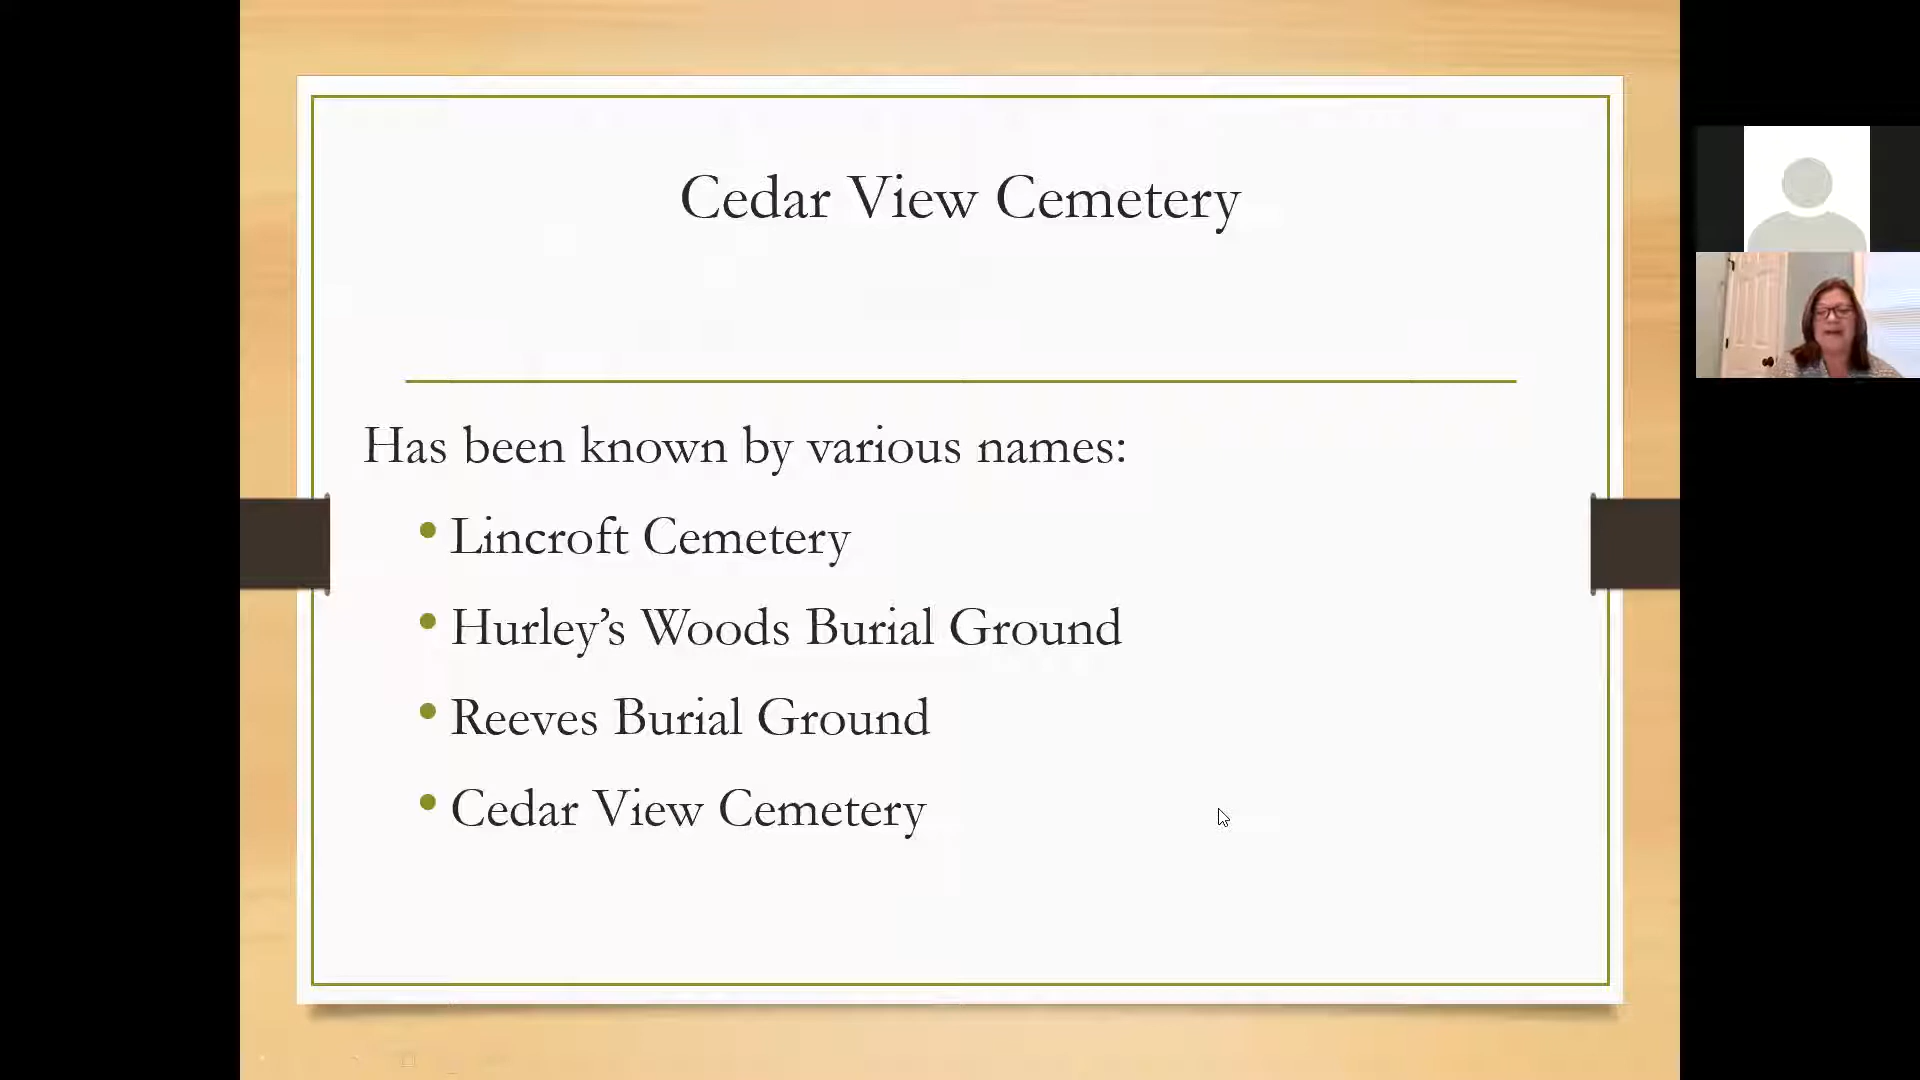 Cedar View Cemetery
Has been known by various names:
• Lincroft Cemetery
• Hurley’s Woods Burial Ground
• Reeves Burial Ground
• Cedar View Cemetery